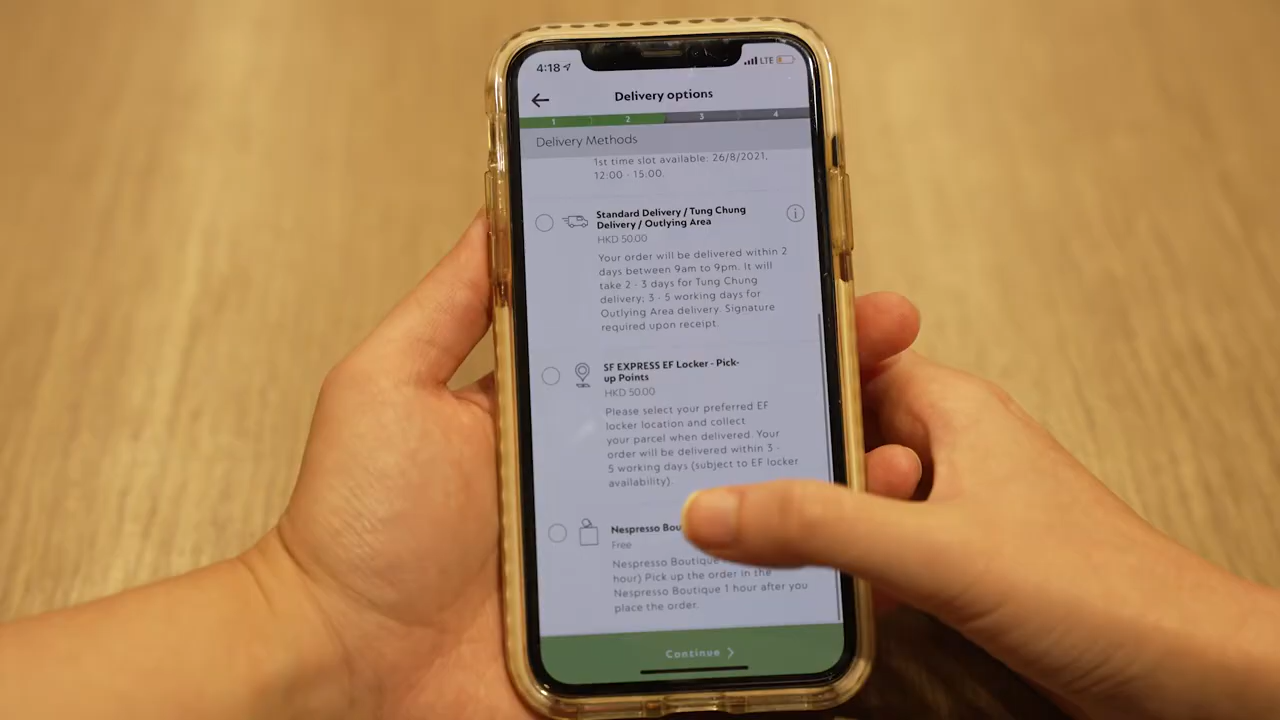 4:18
LTE
Delivery options
1 2 3 4
Delivery Methods
1st time slot available: 26/8/2021,
12:00 - 15:00.
Standard Delivery / Tung Chung
Delivery / Outlying Area
HKD 50.00
Your order will be delivered within 2
days between 9am to 9pm. It will
take 2 - 3 days for Tung Chung
delivery; 3 - 5 working days for
Outlying Area delivery. Signature
required upon receipt.
SF EXPRESS EF Locker - Pick-
up Points
HKD 50.00
Please select your preferred EF
locker location and collect
your parcel when delivered. Your
order will be delivered within 3 -
5 working days (subject to EF locker
availability).
Nespresso Bou
Free
Nespresso Boutique
hour) Pick up the order in the
Nespresso Boutique 1 hour after you
place the order.
Continue